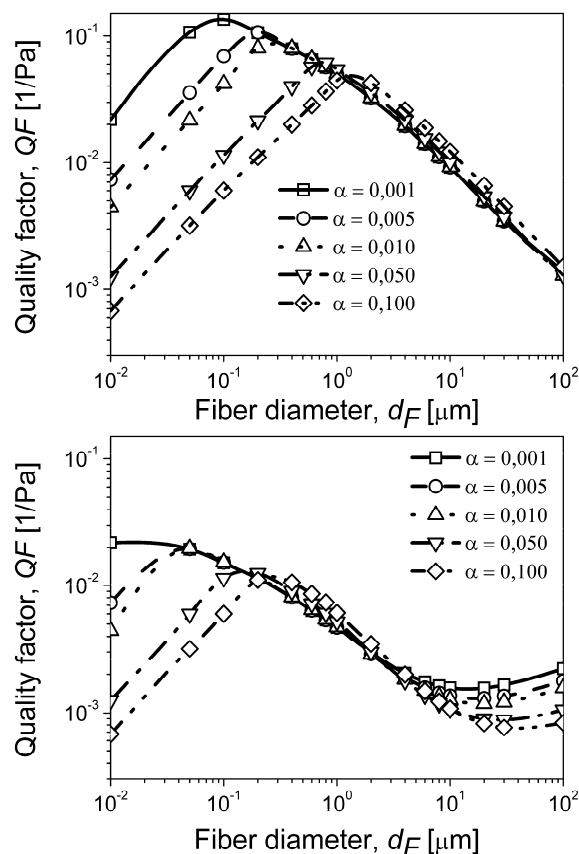 10⁻¹
10⁻²
10⁻³
Quality factor, QF [1/Pa]
α = 0,001
α = 0,005
α = 0,010
α = 0,050
α = 0,100
10⁻² 10⁻¹ 10⁰ 10¹ 10²
Fiber diameter, dF [μm]
10⁻¹
10⁻²
10⁻³
Quality factor, QF [1/Pa]
α = 0,001
α = 0,005
α = 0,010
α = 0,050
α = 0,100
10⁻² 10⁻¹ 10⁰ 10¹ 10²
Fiber diameter, dF [μm]